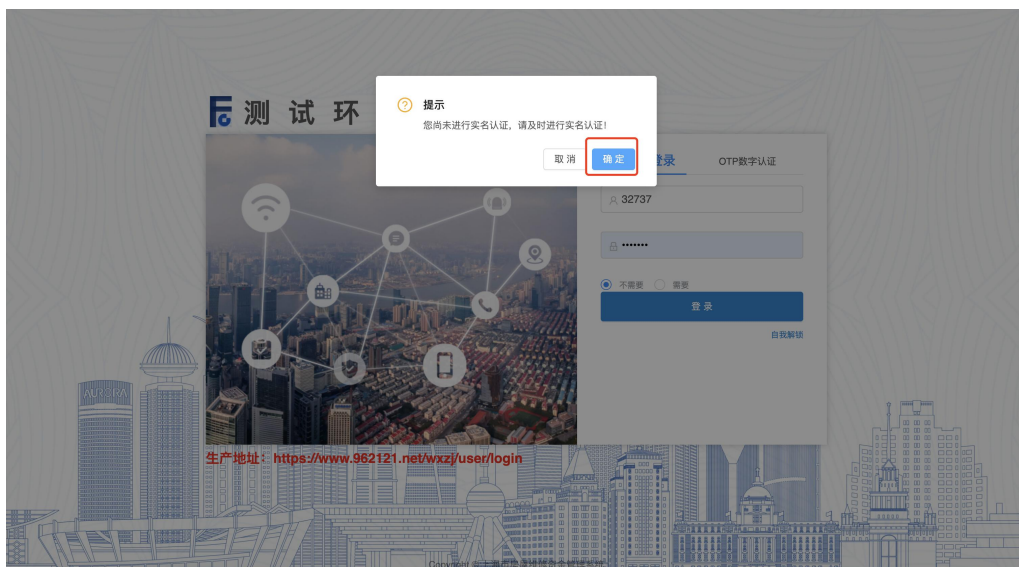 测 试 环
提示
您尚未进行实名认证，请及时进行实名认证!
取 消
确 定
登录
OTP数字认证
32737
不需要
需要
登 录
自我解锁
AURORA
生产地址：https://www.962121.net/wxzj/user/login